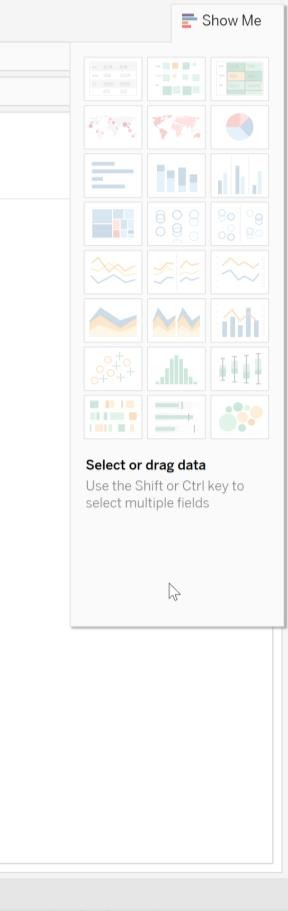 Show Me
Select or drag data
Use the Shift or Ctrl key to
select multiple fields